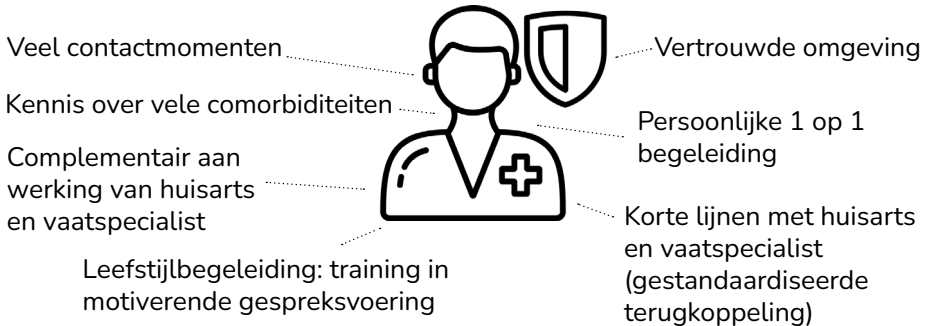 Veel contactmomenten
Kennis over vele comorbiditeiten
Complementair aan
werking van huisarts
en vaatspecialist
Leefstijlbegeleiding: training in
motiverende gespreksvoering
Vertrouwde omgeving
Persoonlijke 1 op 1
begeleiding
Korte lijnen met huisarts
en vaatspecialist
(gestandaardiseerde
terugkoppeling)